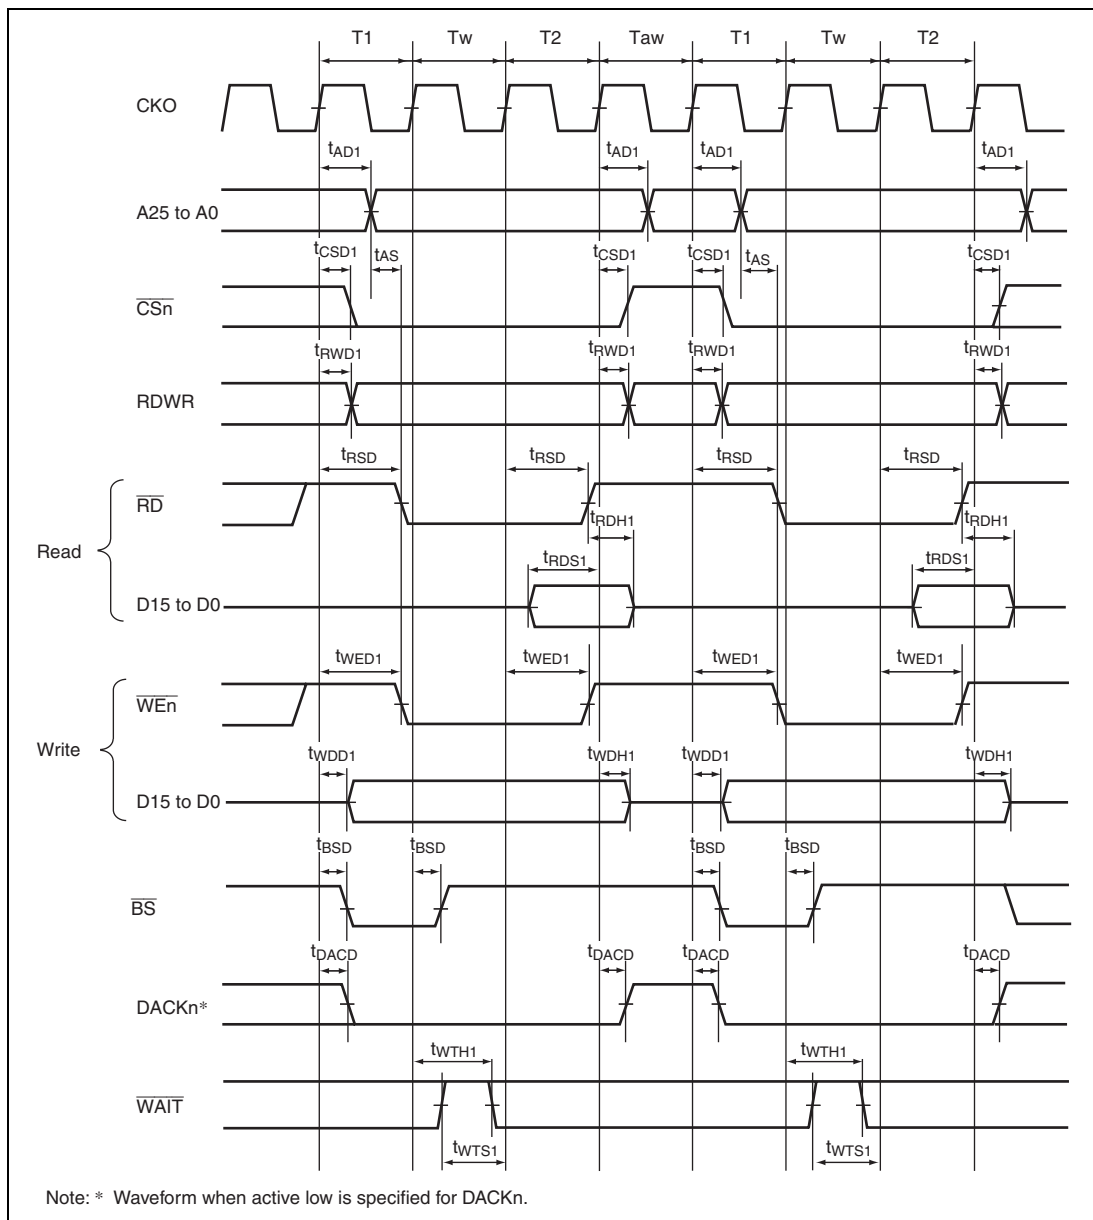 T1 Tw T2 Taw T1 Tw T2
CKO
tAD1 tAD1 tAD1 tAD1
A25 to A0
tCSD1 tAS tCSD1 tCSD1 tAS tCSD1
CSn
tRWD1 tRWD1 tRWD1 tRWD1
RDWR
tRSD tRSD tRSD tRSD
RD
tRDH1 tRDH1
Read
tRDS1 tRDS1
D15 to D0
tWED1 tWED1 tWED1 tWED1
WEn
Write
tWDD1 tWDH1 tWDD1 tWDH1
D15 to D0
tBSD tBSD tBSD tBSD
BS
tDACD tDACD tDACD tDACD
DACKn*
tWTH1 tWTH1
WAIT
tWTS1 tWTS1
Note: * Waveform when active low is specified for DACKn.